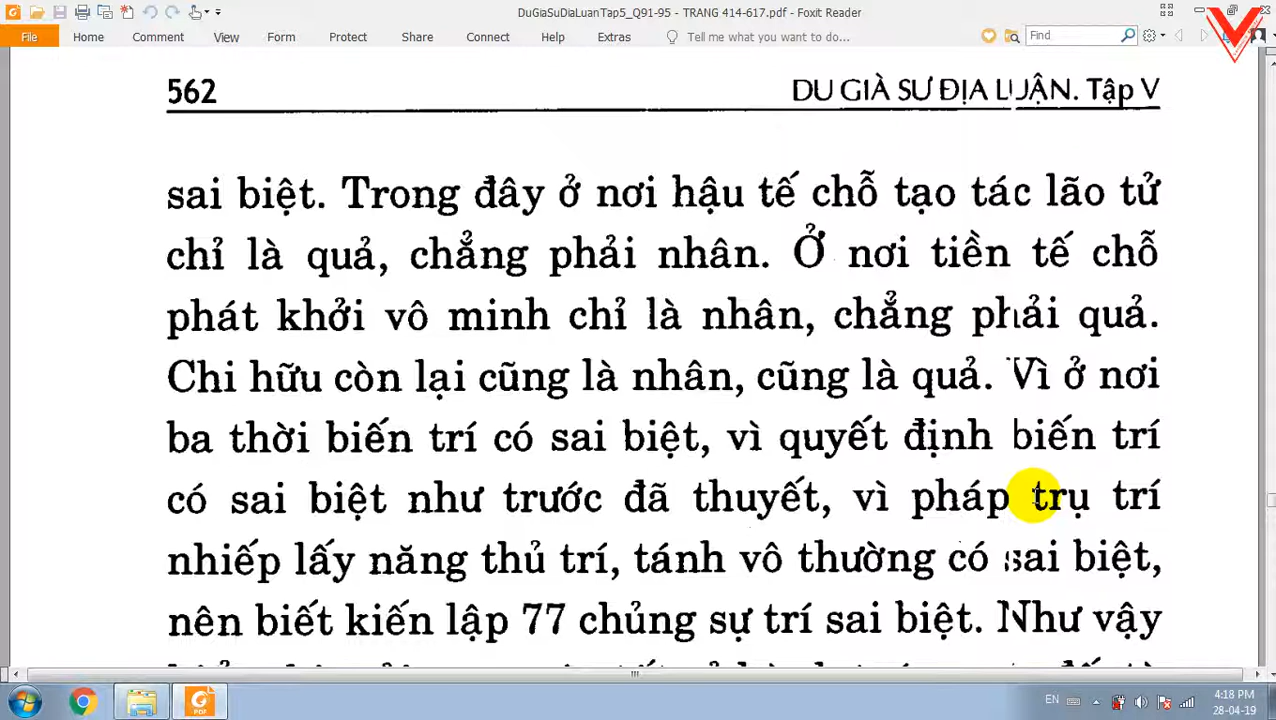 DuGiaSuDiaLuanTap5_Q91-95 - TRANG 414-617.pdf - Foxit Reader
File Home Comment View Form Protect Share Connect Help Extras Tell me what you want to do... Find
562 DU GIÀ SƯ ĐỊA LUẬN. Tập V
sai biệt. Trong đây ở nơi hậu tế chỗ tạo tác lão tử
chỉ là quả, chẳng phải nhân. Ở nơi tiền tế chỗ
phát khởi vô minh chỉ là nhân, chẳng phải quả.
Chi hữu còn lại cũng là nhân, cũng là quả. Vì ở nơi
ba thời biến trí có sai biệt, vì quyết định biến trí
có sai biệt như trước đã thuyết, vì pháp trụ trí
nhiếp lấy năng thủ trí, tánh vô thường có sai biệt,
nên biết kiến lập 77 chủng sự trí sai biệt. Như vậy
EN 4:18 PM
28-04-19